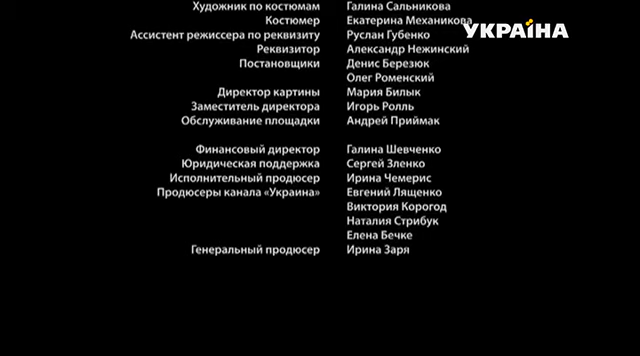 Художник по костюмам Галина Сальникова
Костюмер Екатерина Механикова
УКРАЇНА
Ассистент режиссера по реквизиту Руслан Губенко
Реквизитор Александр Нежинский
Постановщики Денис Березюк
Олег Роменский
Директор картины Мария Билык
Заместитель директора Игорь Ролль
Обслуживание площадки Андрей Приймак
Финансовый директор Галина Шевченко
Юридическая поддержка Сергей Зленко
Исполнительный продюсер Ирина Чемерис
Продюсеры канала «Украина» Евгений Лященко
Виктория Корогод
Наталия Стрибук
Елена Бечке
Генеральный продюсер Ирина Заря